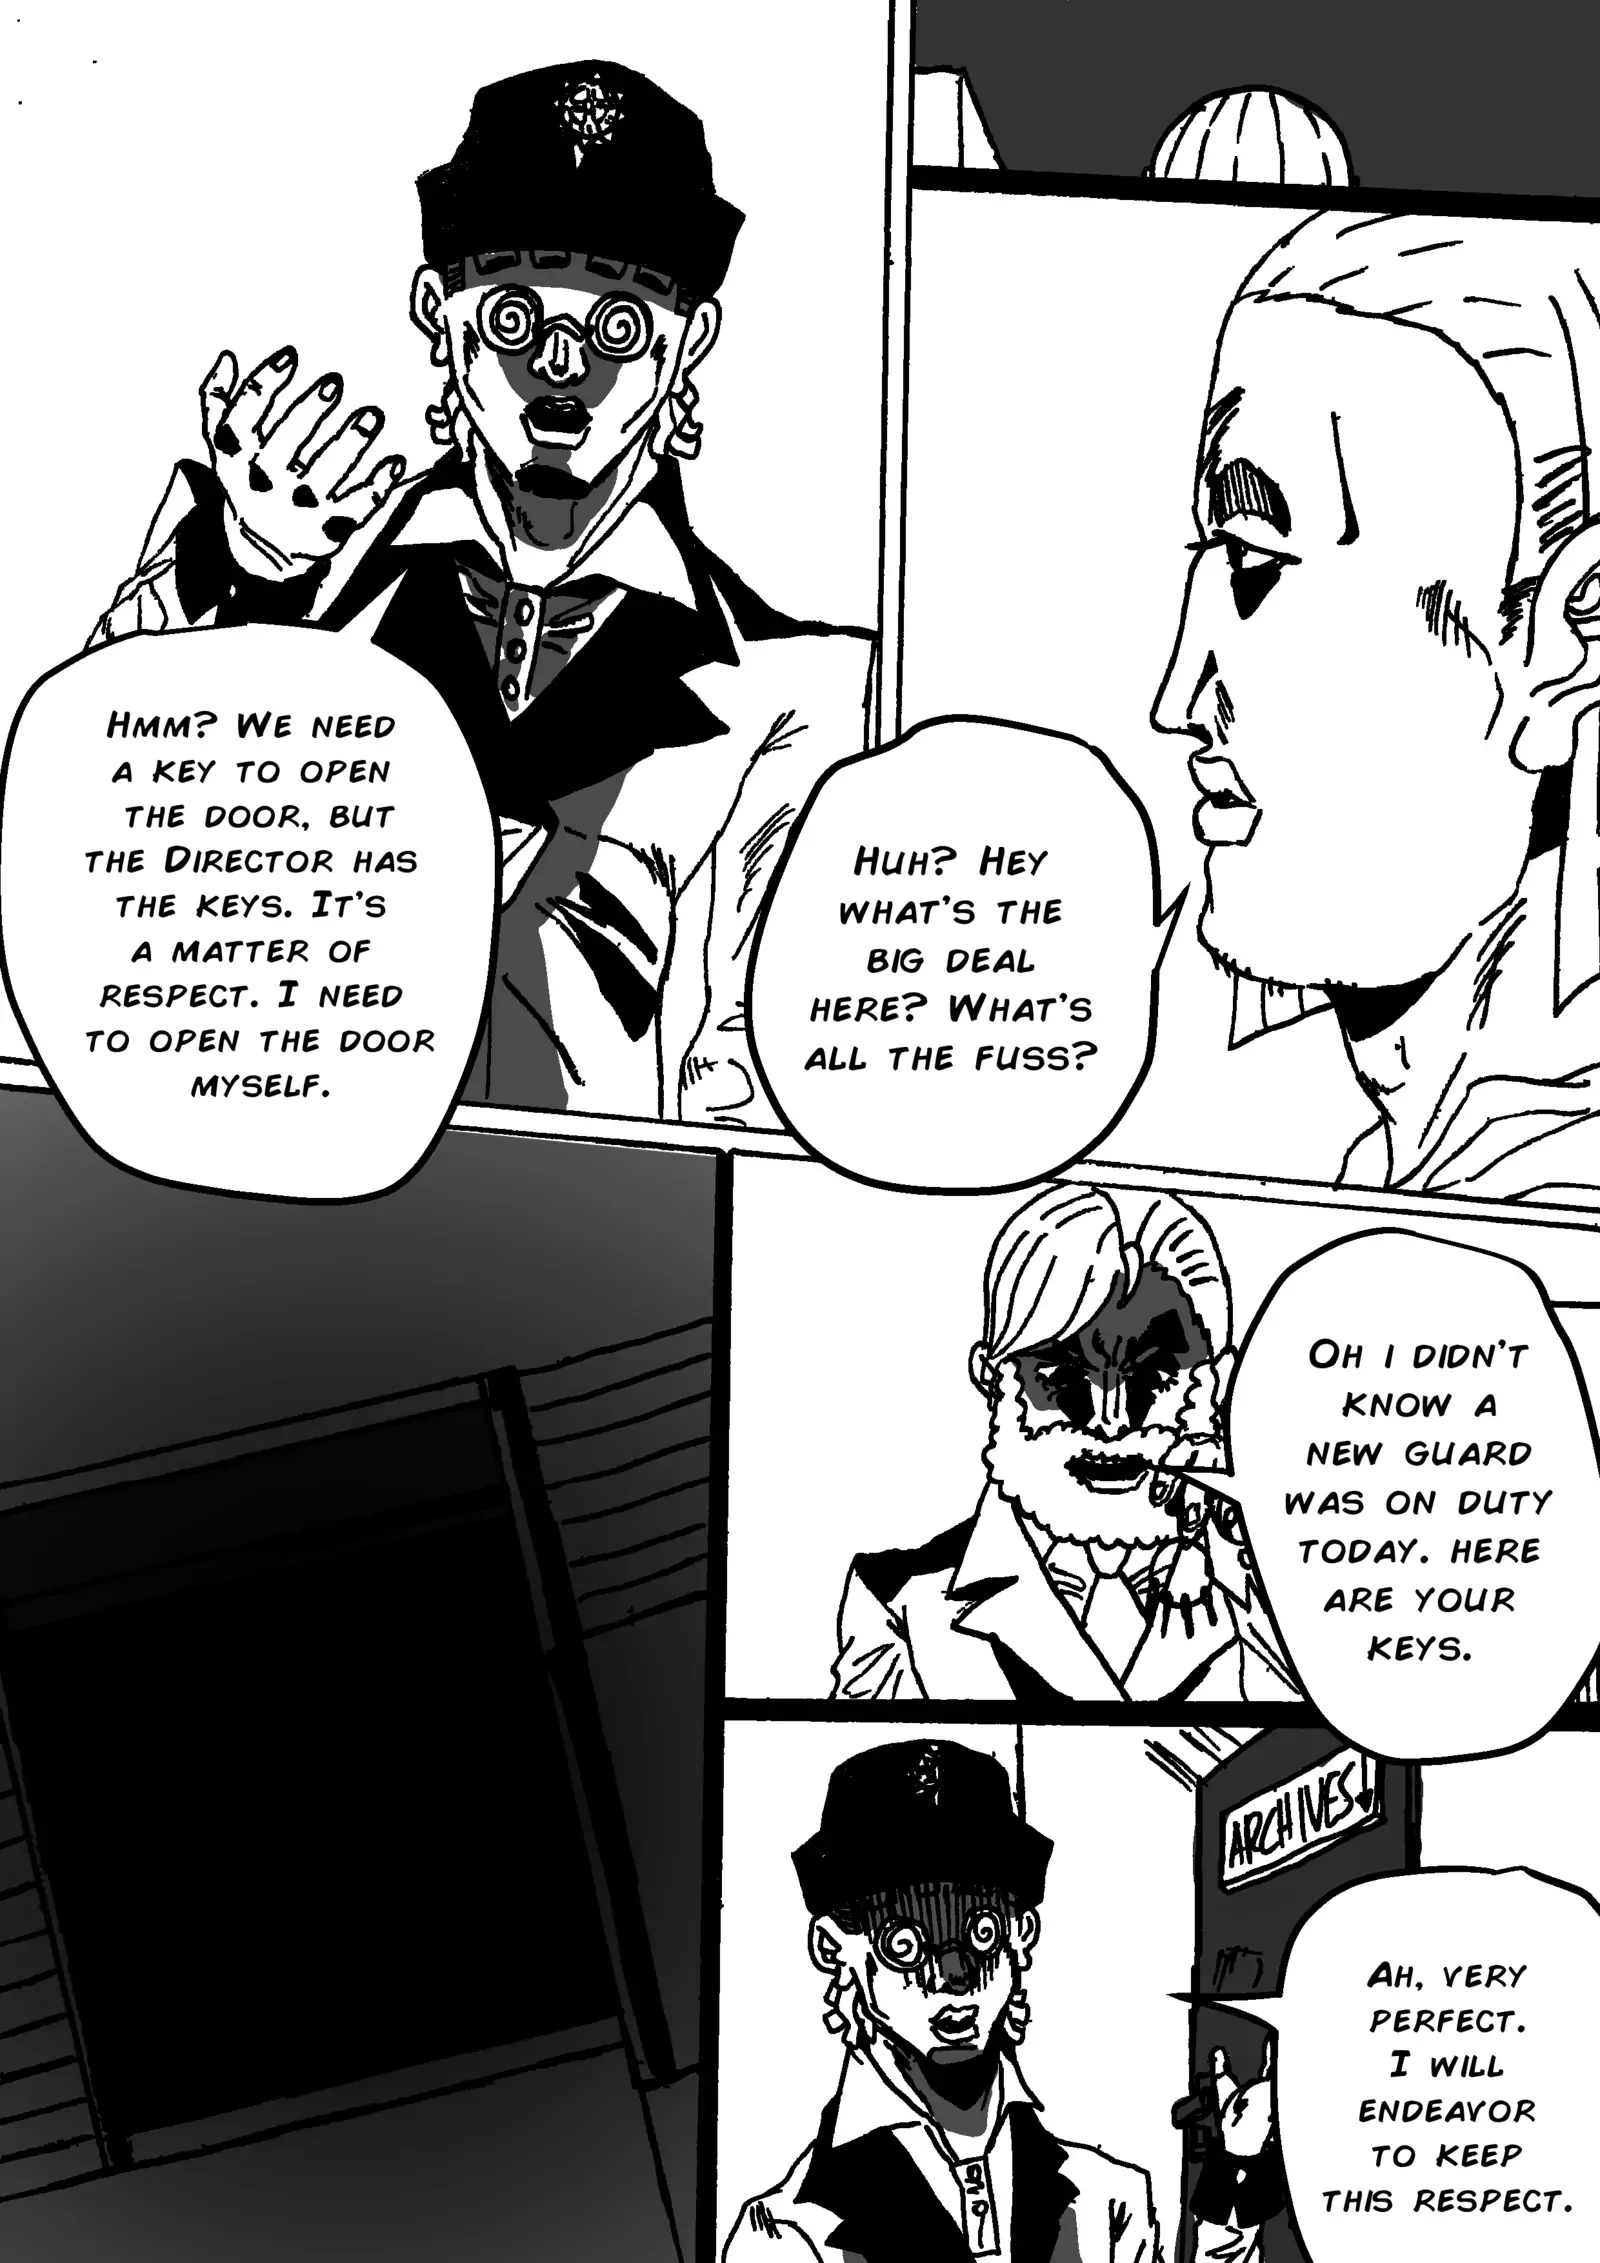 Hmm? We need
a key to open
the door, but
the Director has
the keys. It's
a matter of
respect. I need
to open the door
myself.
Huh? Hey
what's the
big deal
here? What's
all the fuss?
Oh i didn't
know a
new guard
was on duty
today. here
are your
keys.
ARCHIVES
Ah, very
perfect.
I will
endeavor
to keep
this respect.